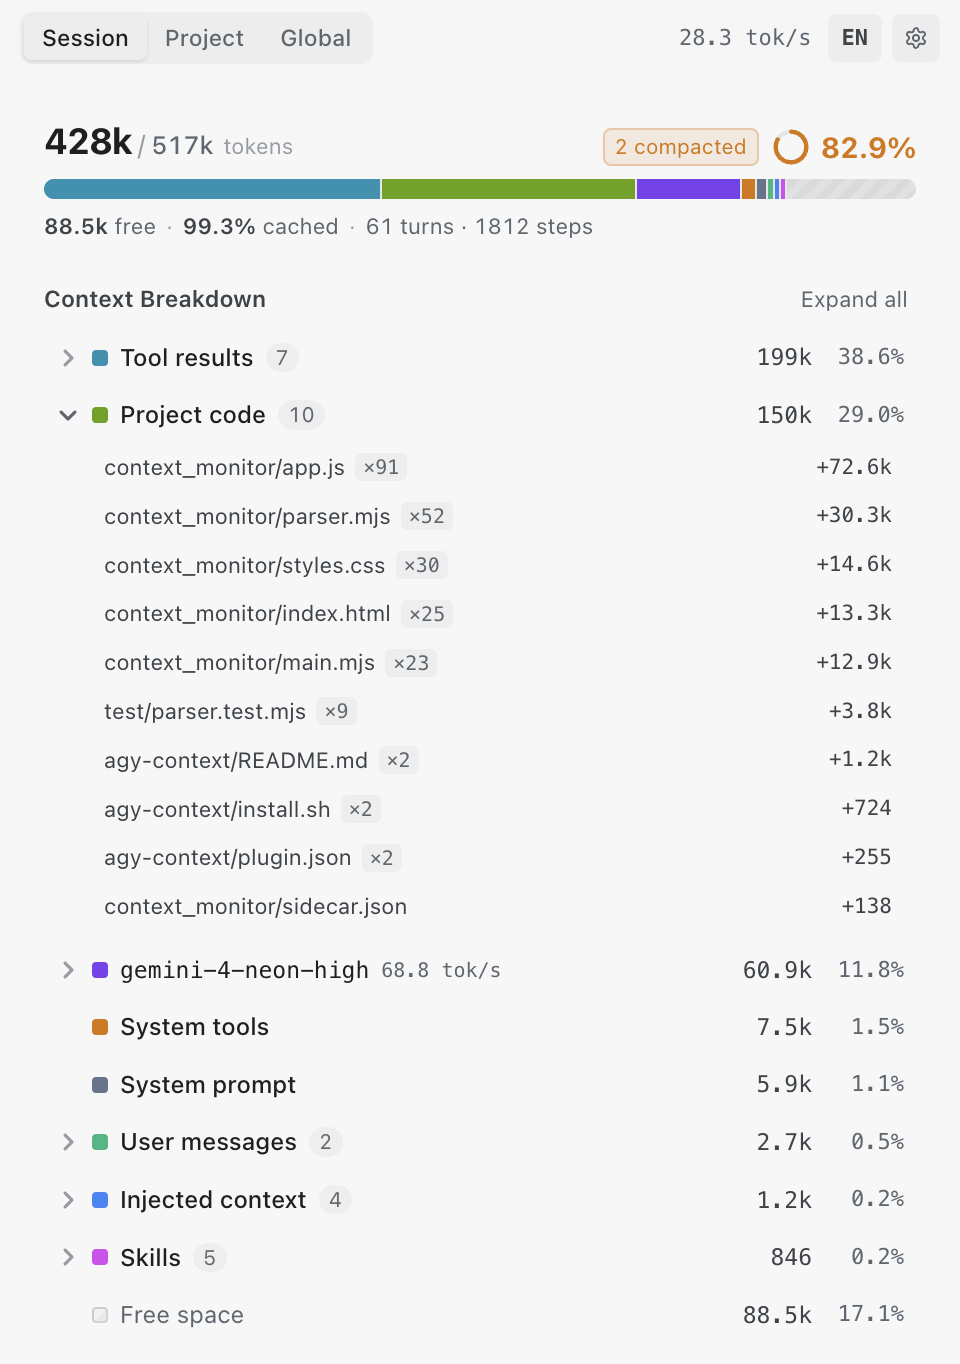 Session Project Global 28.3 tok/s EN
428k / 517k tokens 2 compacted 82.9%
88.5k free · 99.3% cached · 61 turns · 1812 steps
Context Breakdown Expand all
Tool results 7 199k 38.6%
Project code 10 150k 29.0%
context_monitor/app.js ×91 +72.6k
context_monitor/parser.mjs ×52 +30.3k
context_monitor/styles.css ×30 +14.6k
context_monitor/index.html ×25 +13.3k
context_monitor/main.mjs ×23 +12.9k
test/parser.test.mjs ×9 +3.8k
agy-context/README.md ×2 +1.2k
agy-context/install.sh ×2 +724
agy-context/plugin.json ×2 +255
context_monitor/sidecar.json +138
gemini-4-neon-high 68.8 tok/s 60.9k 11.8%
System tools 7.5k 1.5%
System prompt 5.9k 1.1%
User messages 2 2.7k 0.5%
Injected context 4 1.2k 0.2%
Skills 5 846 0.2%
Free space 88.5k 17.1%